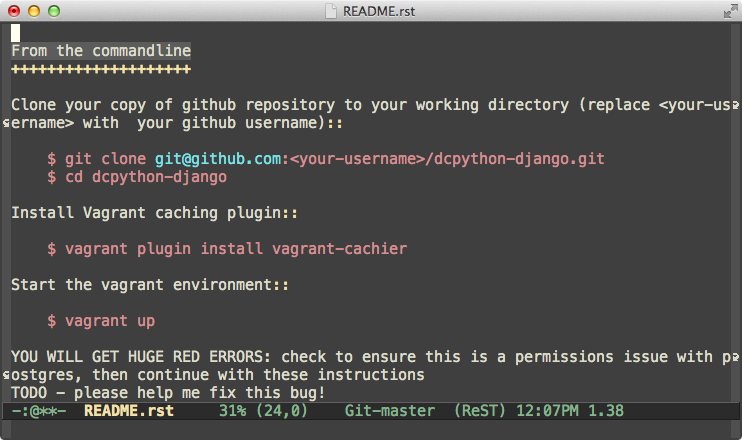 README.rst
From the commandline
++++++++++++++++++++
Clone your copy of github repository to your working directory (replace <your-us
ername> with  your github username)::
$ git clone git@github.com:<your-username>/dcpython-django.git
$ cd dcpython-django
Install Vagrant caching plugin::
$ vagrant plugin install vagrant-cachier
Start the vagrant environment::
$ vagrant up
YOU WILL GET HUGE RED ERRORS: check to ensure this is a permissions issue with p
ostgres, then continue with these instructions
TODO - please help me fix this bug!
-:@**-  README.rst     31% (24,0)    Git-master  (ReST) 12:07PM 1.38